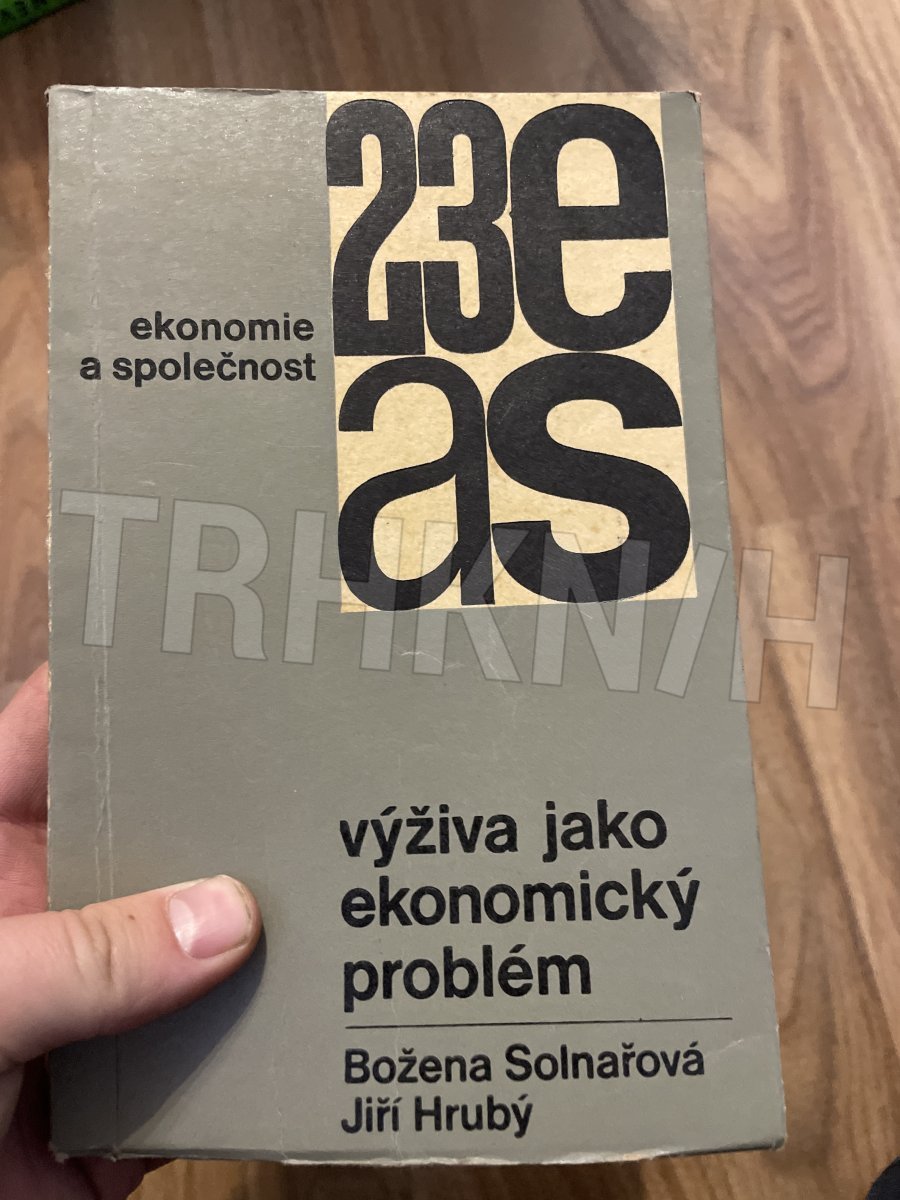 23e
as
ekonomie
a společnost
TRHKNIH
výživa jako
ekonomický
problém
Božena Solnařová
Jiří Hrubý